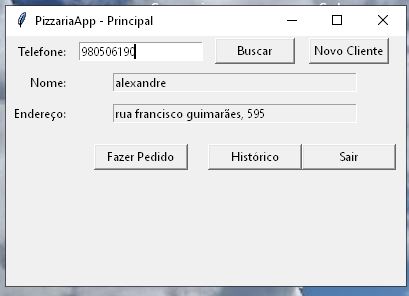 PizzariaApp - Principal
Telefone: 980506190 Buscar Novo Cliente
Nome: alexandre
Endereço: rua francisco guimarães, 595
Fazer Pedido Histórico Sair